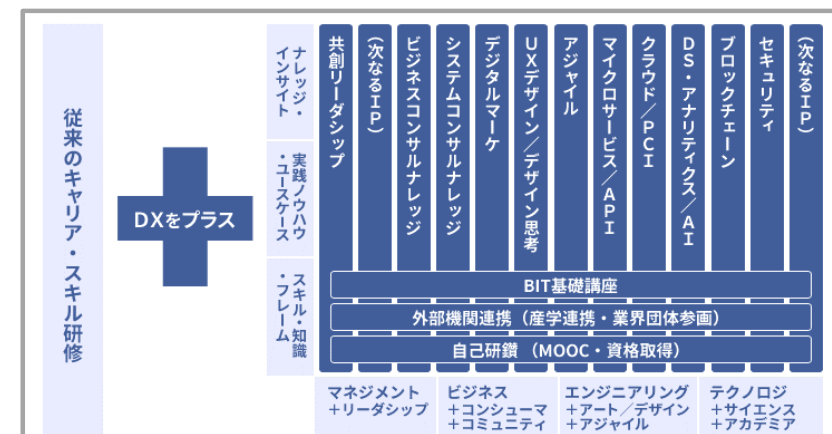 従来のキャリア・スキル研修
DXをプラス
ナレッジ・
インサイト
実践ノウハウ
・ユースケース
スキル・知識
・フレーム
共創リーダシップ
（次なるIP）
ビジネスコンサルナレッジ
システムコンサルナレッジ
デジタルマーケ
UXデザイン／デザイン思考
アジャイル
マイクロサービス／API
クラウド／PCI
DS・アナリティクス／AI
ブロックチェーン
セキュリティ
（次なるIP）
BIT基礎講座
外部機関連携（産学連携・業界団体参画）
自己研鑽（MOOC・資格取得）
マネジメント
＋リーダシップ
ビジネス
＋コンシューマ
＋コミュニティ
エンジニアリング
＋アート／デザイン
＋アジャイル
テクノロジ
＋サイエンス
＋アカデミア